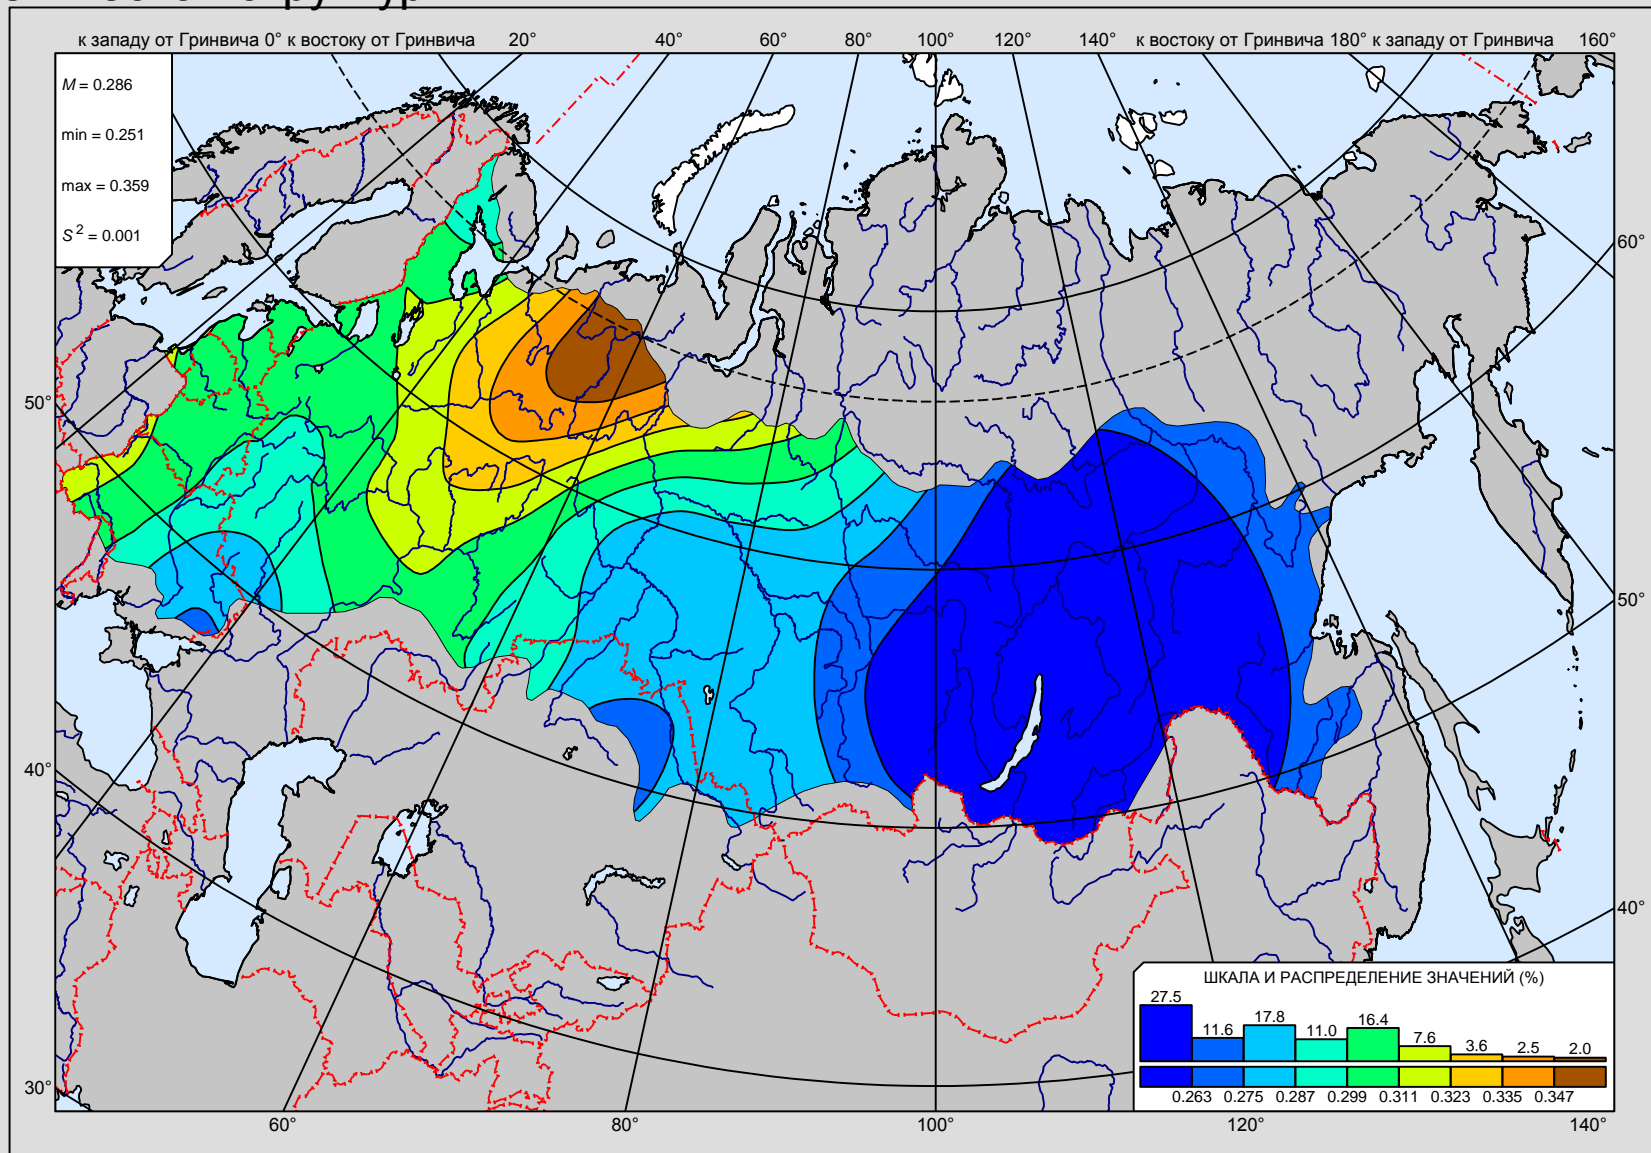 к западу от Гринвича 0° к востоку от Гринвича 20° 40° 60° 80° 100° 120° 140° к востоку от Гринвича 180° к западу от Гринвича 160°
M = 0.286
min = 0.251
max = 0.359
S² = 0.001
60°
50°
50°
40°
40°
30°
ШКАЛА И РАСПРЕДЕЛЕНИЕ ЗНАЧЕНИЙ (%)
27.5 11.6 17.8 11.0 16.4 7.6 3.6 2.5 2.0
0.263 0.275 0.287 0.299 0.311 0.323 0.335 0.347
60° 80° 100° 120° 140°